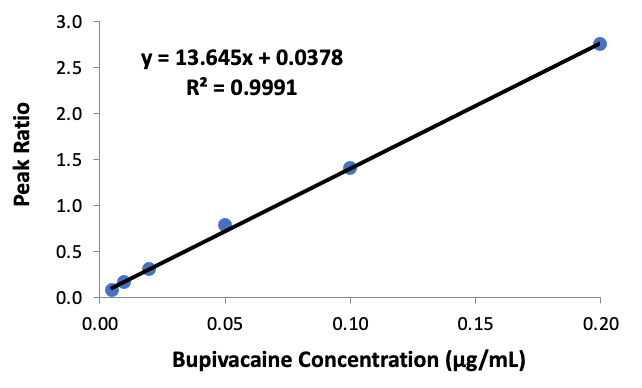 3.0
y = 13.645x + 0.0378
2.5
R² = 0.9991
2.0
Peak Ratio
1.5
1.0
0.5
0.0
0.00 0.05 0.10 0.15 0.20
Bupivacaine Concentration (µg/mL)